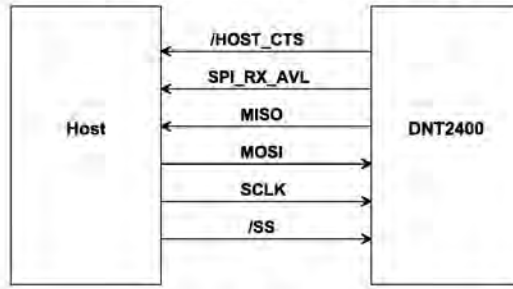 /HOST_CTS
SPI_RX_AVL
MISO
Host
DNT2400
MOSI
SCLK
/SS